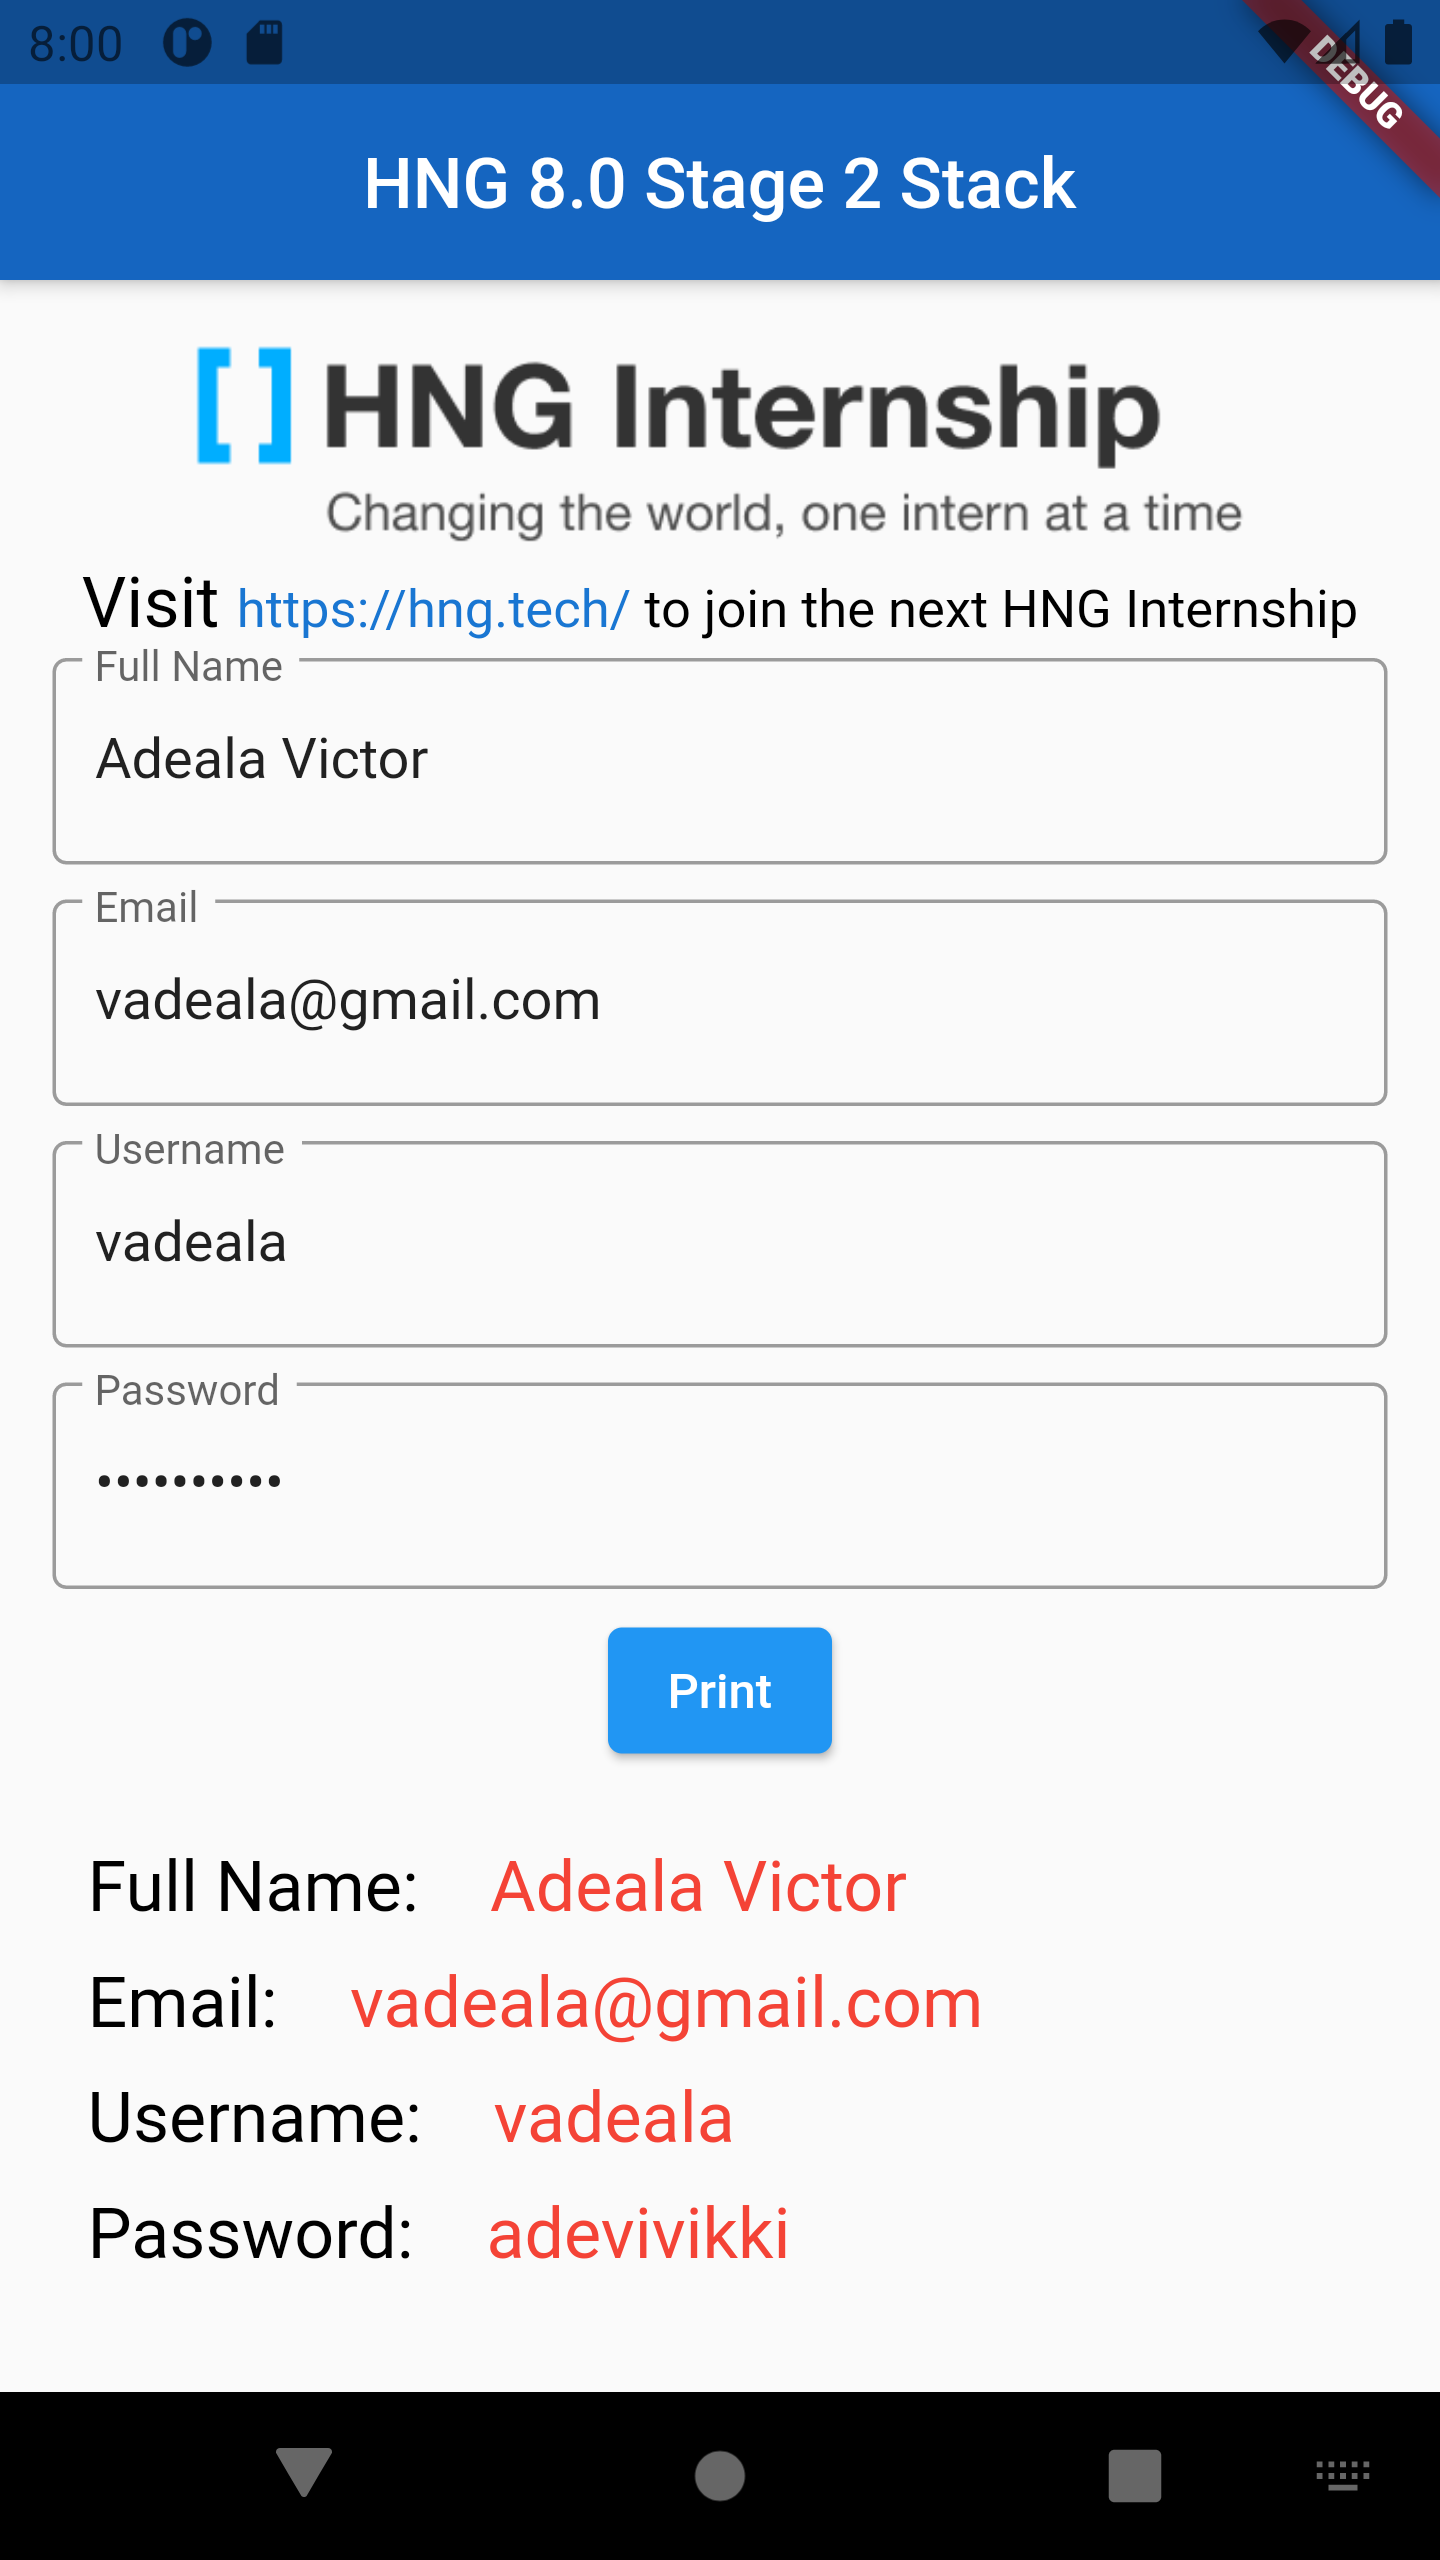 8:00
DEBUG
HNG 8.0 Stage 2 Stack
[ ] HNG Internship
Changing the world, one intern at a time
Visit https://hng.tech/ to join the next HNG Internship
Full Name
Adeala Victor
Email
vadeala@gmail.com
Username
vadeala
Password
••••••••••
Print
Full Name: Adeala Victor
Email: vadeala@gmail.com
Username: vadeala
Password: adevivikki